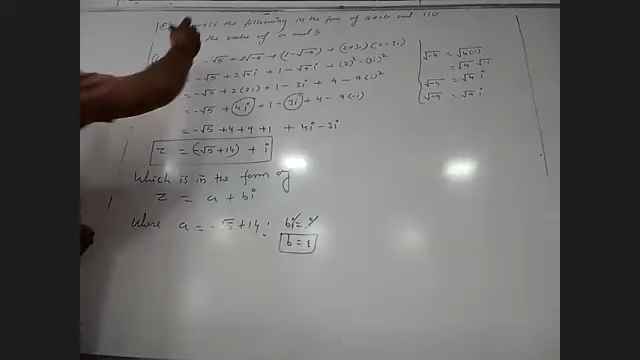 the following in the form of a+ib and
the value of a and b
-√5 + 2√-4 + (1-√-9) + (2+3i)(2-3i)
= -√5 + 2√4 i + 1 - √9 i + (2)² - (3i)²
= -√5 + 2(2i) + 1 - 3i + 4 - 9(i)²
= -√5 + 4i + 1 - 3i + 4 - 9(-1)
= -√5 + 4 + 9 + 1 + 4i - 3i
z = (-√5 + 14) + i
Which is in the form of
z = a + bi
where a = -√5 + 14 bi = i
b = 1
√-4 = √4(-1)
= √4 √-1
√-4 = √4 i
√-9 = √9 i